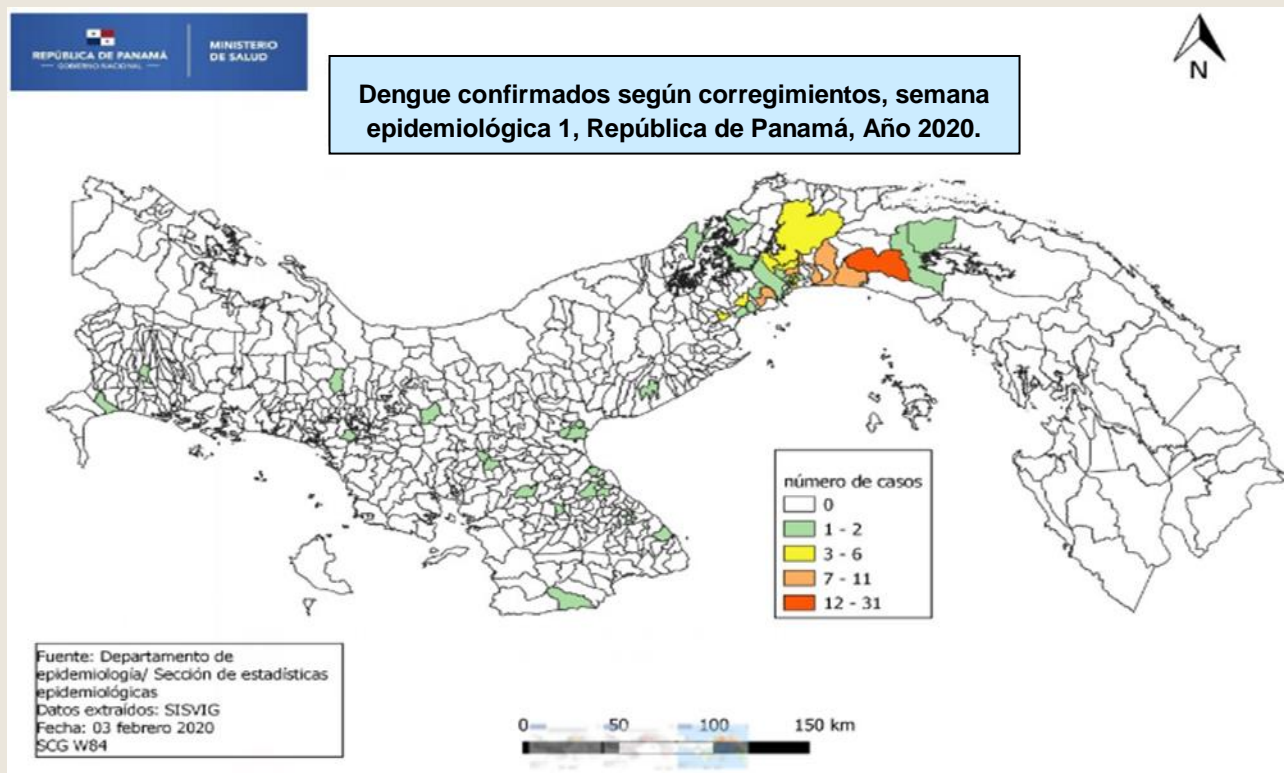 REPÚBLICA DE PANAMÁ
— GOBIERNO NACIONAL —
MINISTERIO
DE SALUD
N
Dengue confirmados según corregimientos, semana
epidemiológica 1, República de Panamá, Año 2020.
número de casos
0
1 - 2
3 - 6
7 - 11
12 - 31
Fuente: Departamento de
epidemiología/ Sección de estadísticas
epidemiológicas
Datos extraídos: SISVIG
Fecha: 03 febrero 2020
SCG W84
0 50 100 150 km